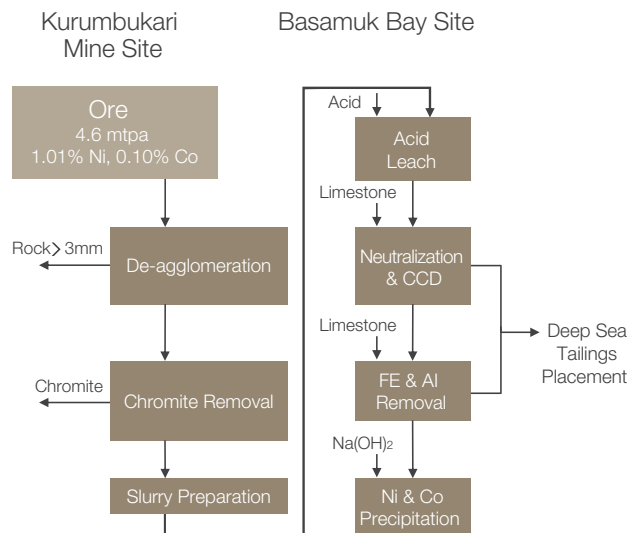 Kurumbukari
Mine Site
Ore
4.6 mtpa
1.01% Ni, 0.10% Co
Rock> 3mm
De-agglomeration
Chromite
Chromite Removal
Slurry Preparation
Basamuk Bay Site
Acid
Acid
Leach
Limestone
Neutralization
& CCD
Limestone
FE & Al
Removal
Deep Sea
Tailings
Placement
Na(OH)₂
Ni & Co
Precipitation